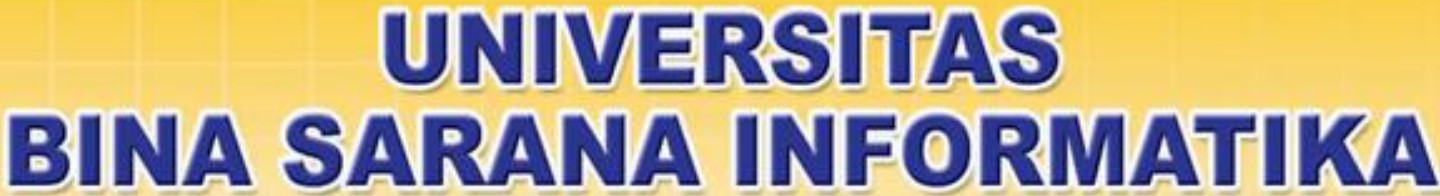 UNIVERSITAS
BINA SARANA INFORMATIKA